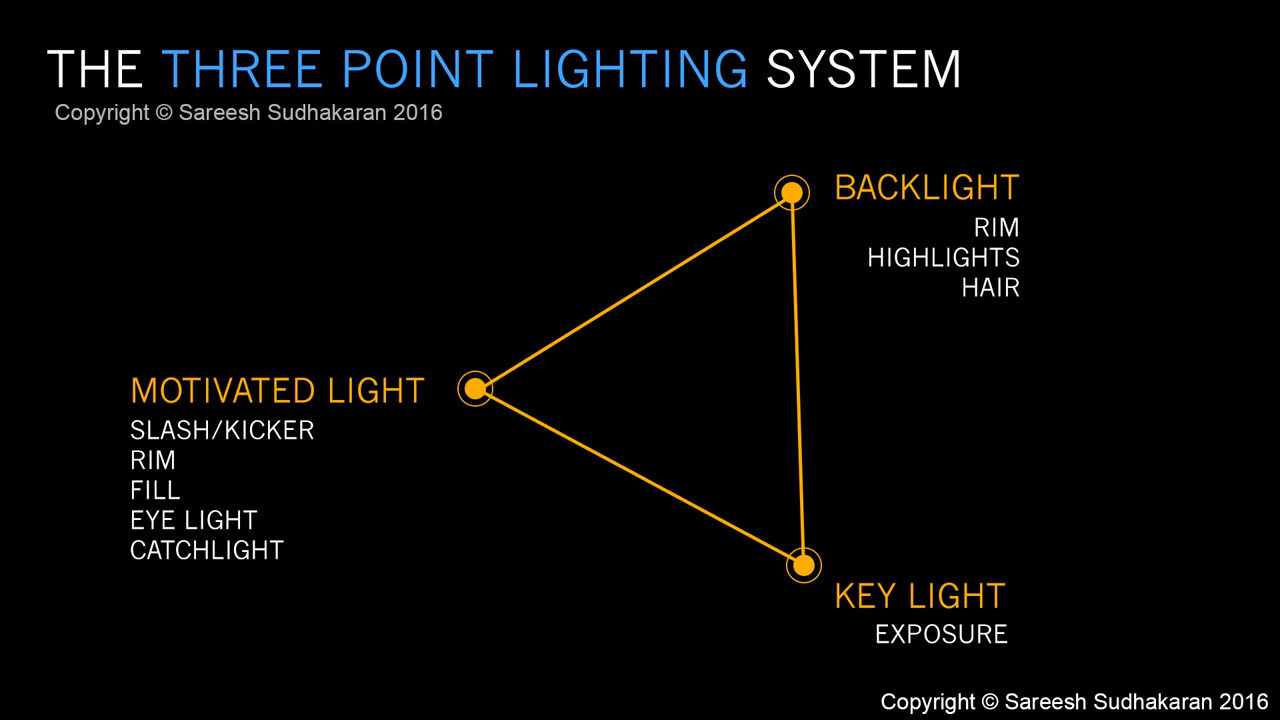 THE THREE POINT LIGHTING SYSTEM
Copyright © Sareesh Sudhakaran 2016
BACKLIGHT
RIM
HIGHLIGHTS
HAIR
MOTIVATED LIGHT
SLASH/KICKER
RIM
FILL
EYE LIGHT
CATCHLIGHT
KEY LIGHT
EXPOSURE
Copyright © Sareesh Sudhakaran 2016